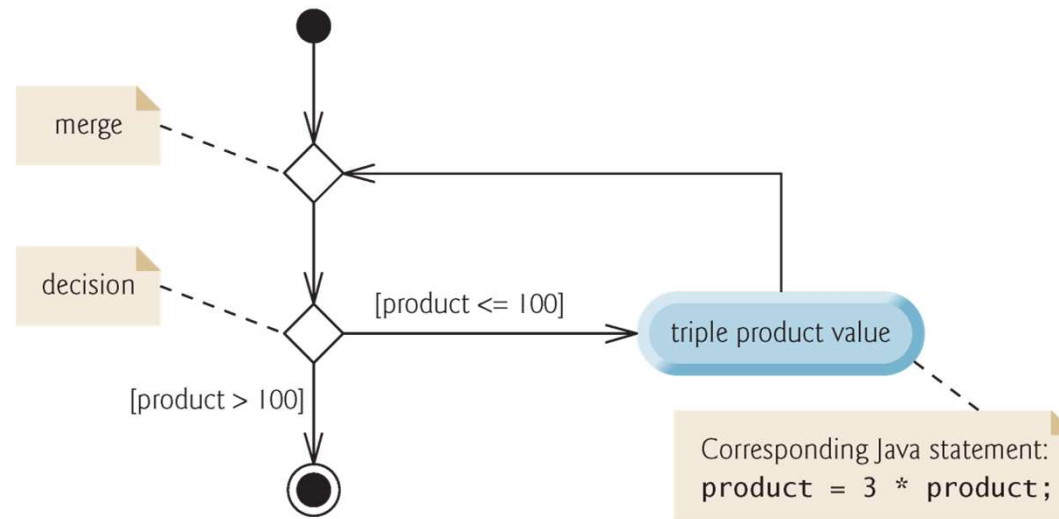 merge
decision
[product <= 100]
triple product value
[product > 100]
Corresponding Java statement:
product = 3 * product;